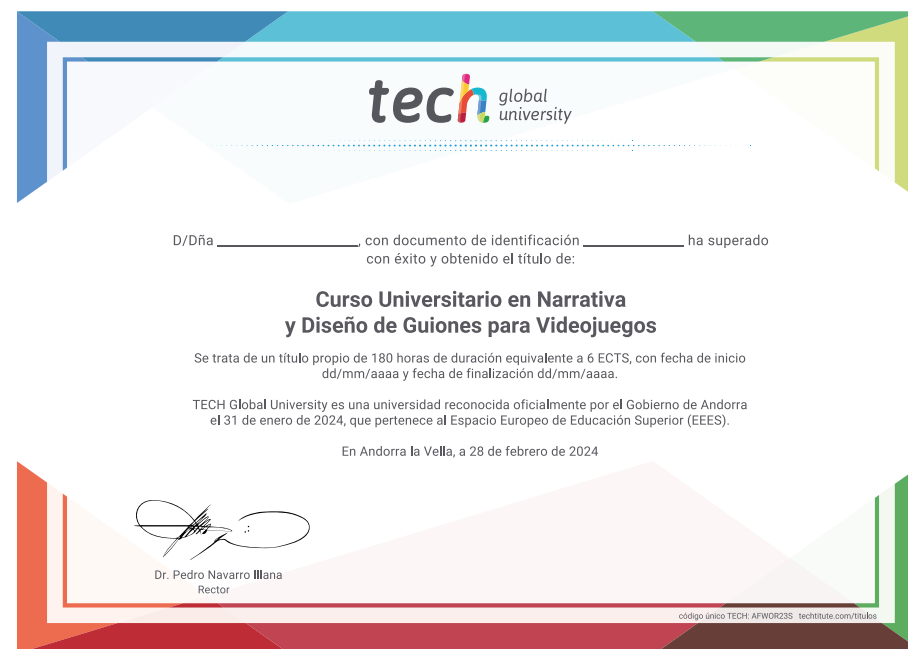 tech global
university
D/Dña ____________________, con documento de identificación ______________ ha superado
con éxito y obtenido el título de:
Curso Universitario en Narrativa
y Diseño de Guiones para Videojuegos
Se trata de un título propio de 180 horas de duración equivalente a 6 ECTS, con fecha de inicio
dd/mm/aaaa y fecha de finalización dd/mm/aaaa.
TECH Global University es una universidad reconocida oficialmente por el Gobierno de Andorra
el 31 de enero de 2024, que pertenece al Espacio Europeo de Educación Superior (EEES).
En Andorra la Vella, a 28 de febrero de 2024
Dr. Pedro Navarro Illana
Rector
código único TECH: AFWOR23S techtitute.com/titulos